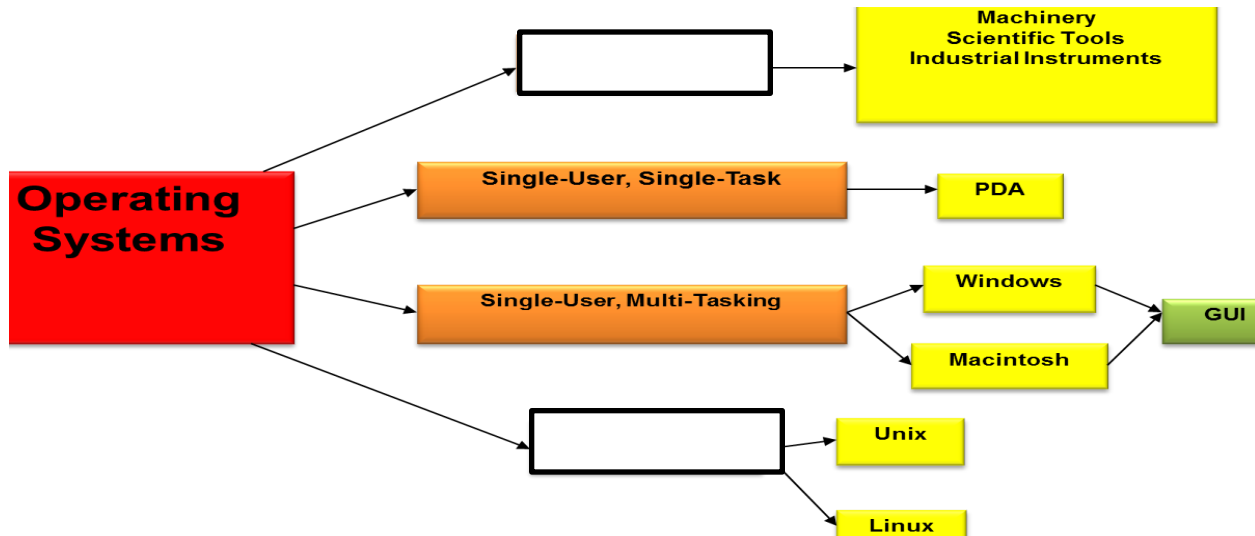 Machinery
Scientific Tools
Industrial Instruments
Operating
Systems
Single-User, Single-Task
PDA
Single-User, Multi-Tasking
Windows
GUI
Macintosh
Unix
Linux